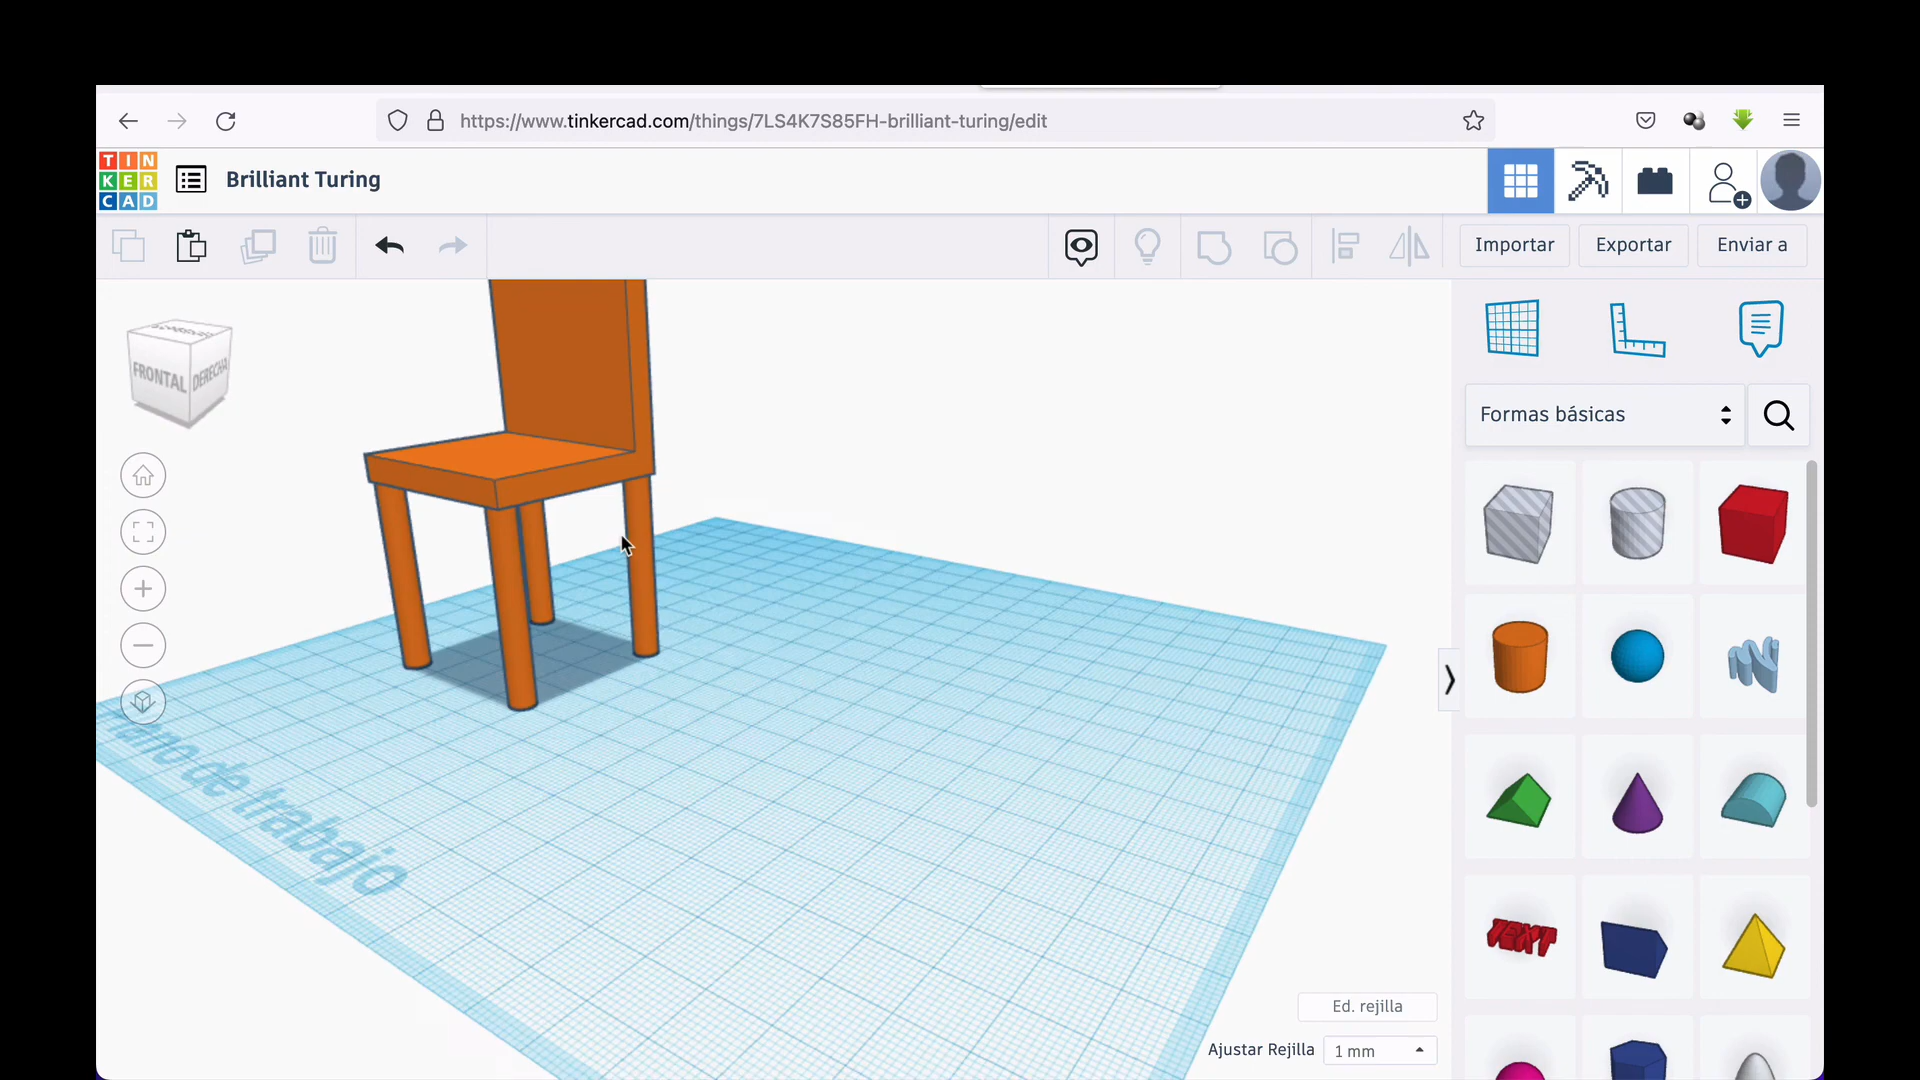 https://www.tinkercad.com/things/7LS4K7S85FH-brilliant-turing/edit
TIN
KER
CAD
Brilliant Turing
Importar
Exportar
Enviar a
FRONTAL
DERECHA
Formas básicas
TEXT
de trabajo
Ed. rejilla
Ajustar Rejilla
1 mm